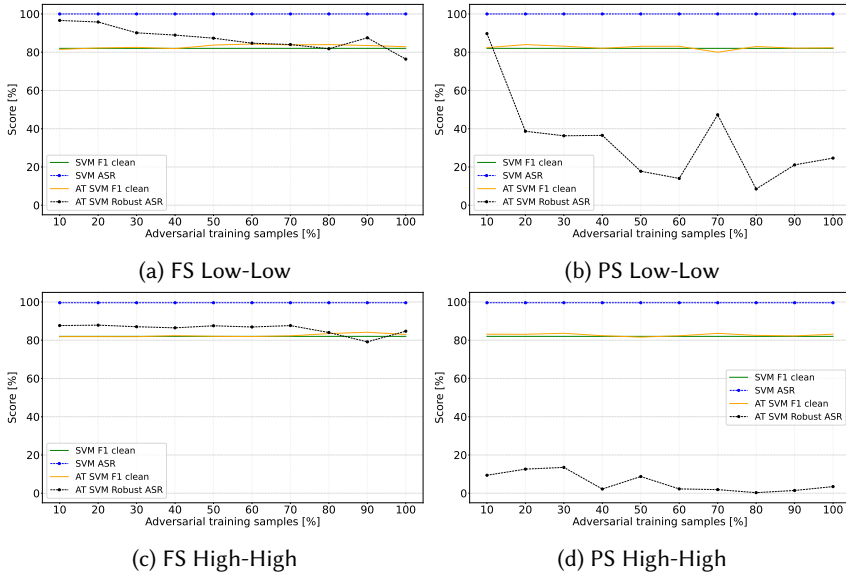 100
80
60
40
20
0
Score [%]
SVM F1 clean
SVM ASR
AT SVM F1 clean
AT SVM Robust ASR
10 20 30 40 50 60 70 80 90 100
Adversarial training samples [%]
(a) FS Low-Low
100
80
60
40
20
0
Score [%]
SVM F1 clean
SVM ASR
AT SVM F1 clean
AT SVM Robust ASR
10 20 30 40 50 60 70 80 90 100
Adversarial training samples [%]
(b) PS Low-Low
100
80
60
40
20
0
Score [%]
SVM F1 clean
SVM ASR
AT SVM F1 clean
AT SVM Robust ASR
10 20 30 40 50 60 70 80 90 100
Adversarial training samples [%]
(c) FS High-High
100
80
60
40
20
0
Score [%]
SVM F1 clean
SVM ASR
AT SVM F1 clean
AT SVM Robust ASR
10 20 30 40 50 60 70 80 90 100
Adversarial training samples [%]
(d) PS High-High